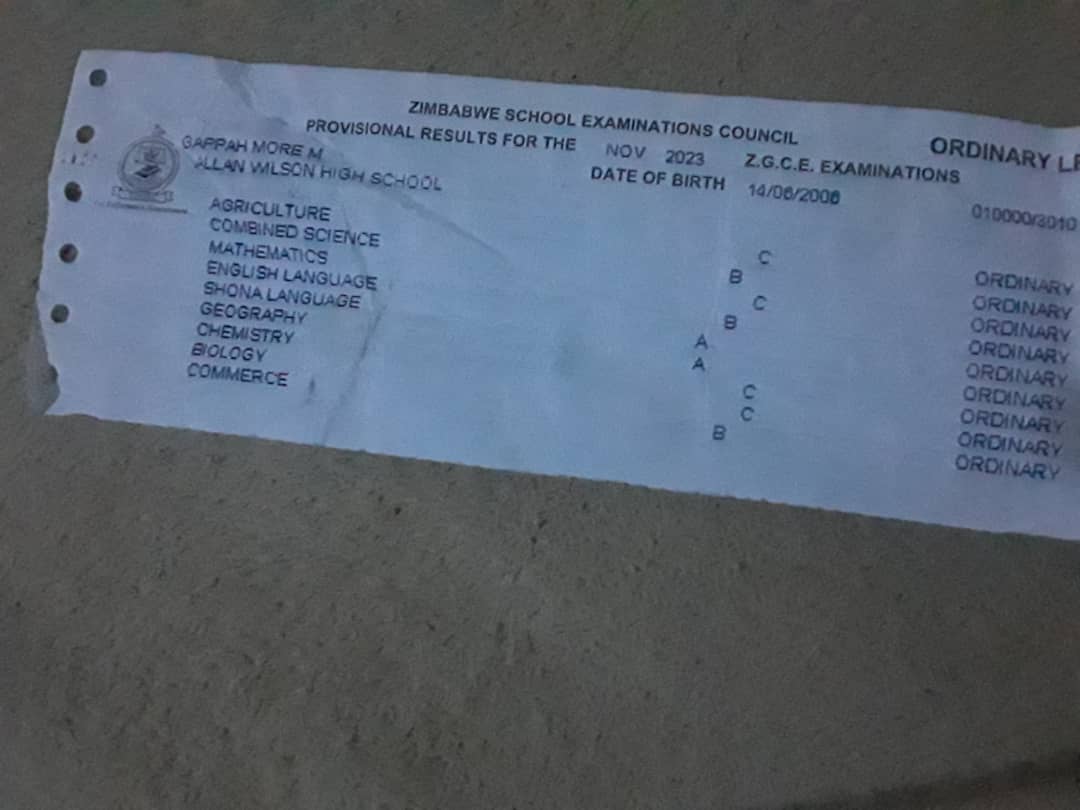 ZIMBABWE SCHOOL EXAMINATIONS COUNCIL
ORDINARY LE
PROVISIONAL RESULTS FOR THE NOV 2023 Z.G.C.E. EXAMINATIONS
GAPPAH MORE M
DATE OF BIRTH 14/06/2006
010000/3010
ALLAN WILSON HIGH SCHOOL
AGRICULTURE C ORDINARY
COMBINED SCIENCE B ORDINARY
MATHEMATICS C ORDINARY
ENGLISH LANGUAGE B ORDINARY
SHONA LANGUAGE A ORDINARY
GEOGRAPHY A ORDINARY
CHEMISTRY C ORDINARY
BIOLOGY C ORDINARY
COMMERCE B ORDINARY